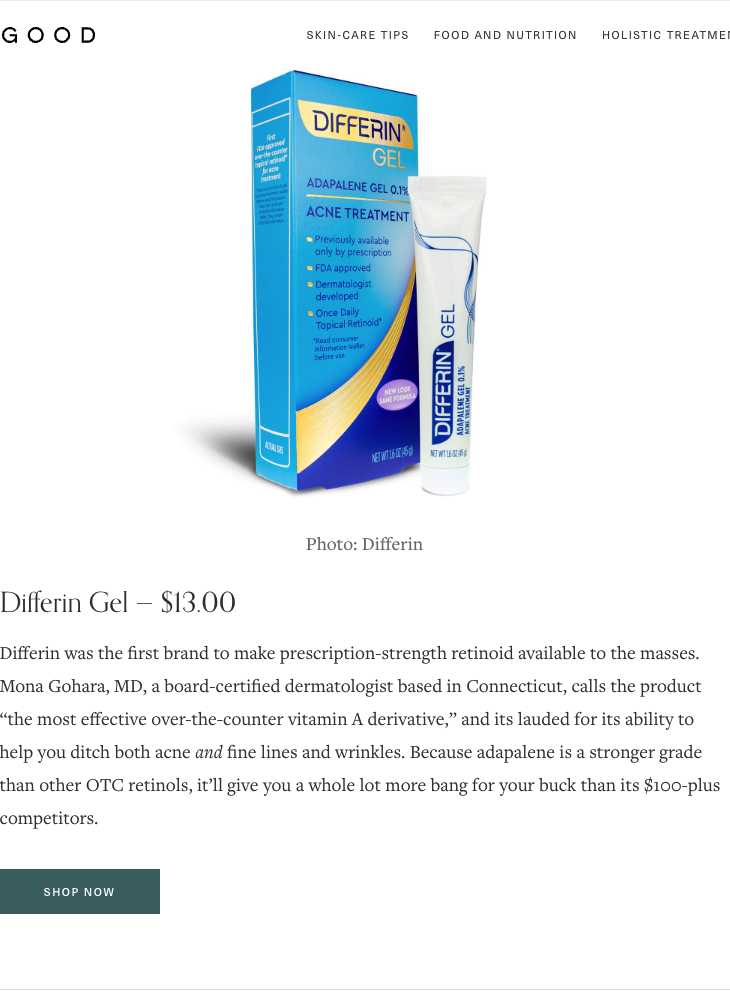 GOOD
SKIN-CARE TIPS FOOD AND NUTRITION HOLISTIC
DIFFERIN®
GEL
ADAPALENE GEL 0.1%
ACNE TREATMENT
Previously available
only by prescription
FDA approved
Dermatologist
developed
Once Daily
Topical Retinoid*
*Read consumer
information leaflet
before use
NEW LOOK,
SAME FORMULA
NET WT 1.6 OZ (45 g)
First
FDA-approved
over-the-counter
topical retinoid*
for acne
treatment
ACTUAL SIZE
DIFFERIN® GEL
ADAPALENE GEL 0.1%
ACNE TREATMENT
NET WT 1.6 OZ (45 g)
Photo: Differin
Differin Gel — $13.00
Differin was the first brand to make prescription-strength retinoid available to the masses.
Mona Gohara, MD, a board-certified dermatologist based in Connecticut, calls the product
“the most effective over-the-counter vitamin A derivative,” and its lauded for its ability to
help you ditch both acne and fine lines and wrinkles. Because adapalene is a stronger grade
than other OTC retinols, it’ll give you a whole lot more bang for your buck than its $100-plus
competitors.
SHOP NOW